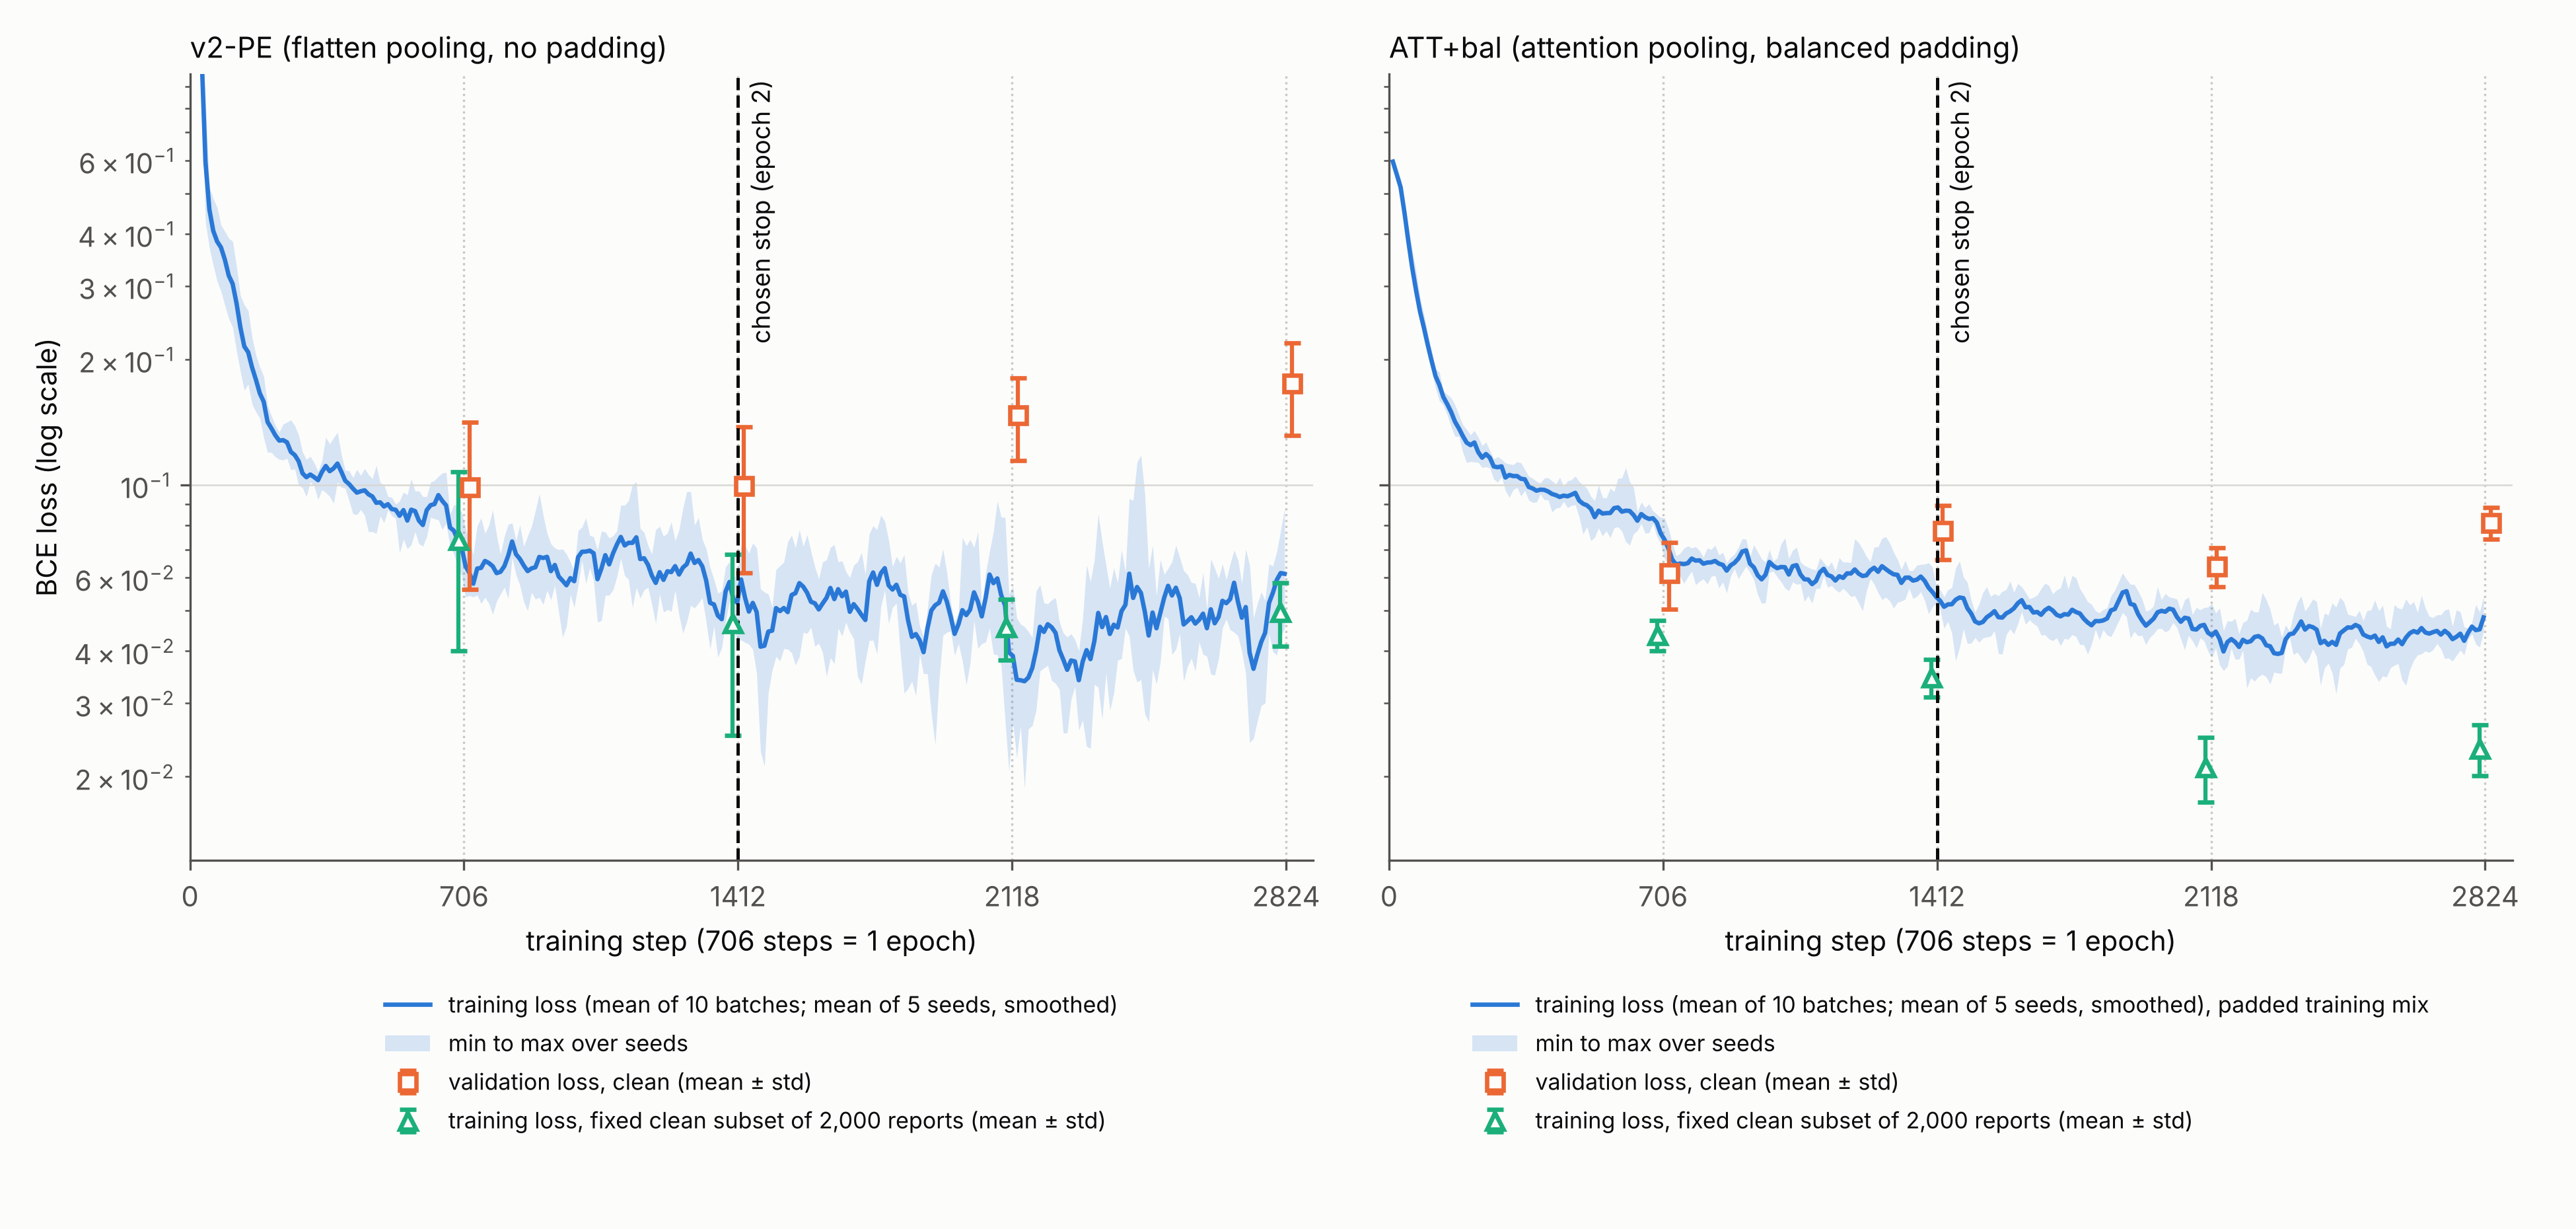 v2-PE (flatten pooling, no padding)
BCE loss (log scale)
6 × 10⁻¹
4 × 10⁻¹
3 × 10⁻¹
2 × 10⁻¹
10⁻¹
6 × 10⁻²
4 × 10⁻²
3 × 10⁻²
2 × 10⁻²
chosen stop (epoch 2)
0 706 1412 2118 2824
training step (706 steps = 1 epoch)
training loss (mean of 10 batches; mean of 5 seeds, smoothed)
min to max over seeds
validation loss, clean (mean ± std)
training loss, fixed clean subset of 2,000 reports (mean ± std)
ATT+bal (attention pooling, balanced padding)
chosen stop (epoch 2)
0 706 1412 2118 2824
training step (706 steps = 1 epoch)
training loss (mean of 10 batches; mean of 5 seeds, smoothed), padded training mix
min to max over seeds
validation loss, clean (mean ± std)
training loss, fixed clean subset of 2,000 reports (mean ± std)